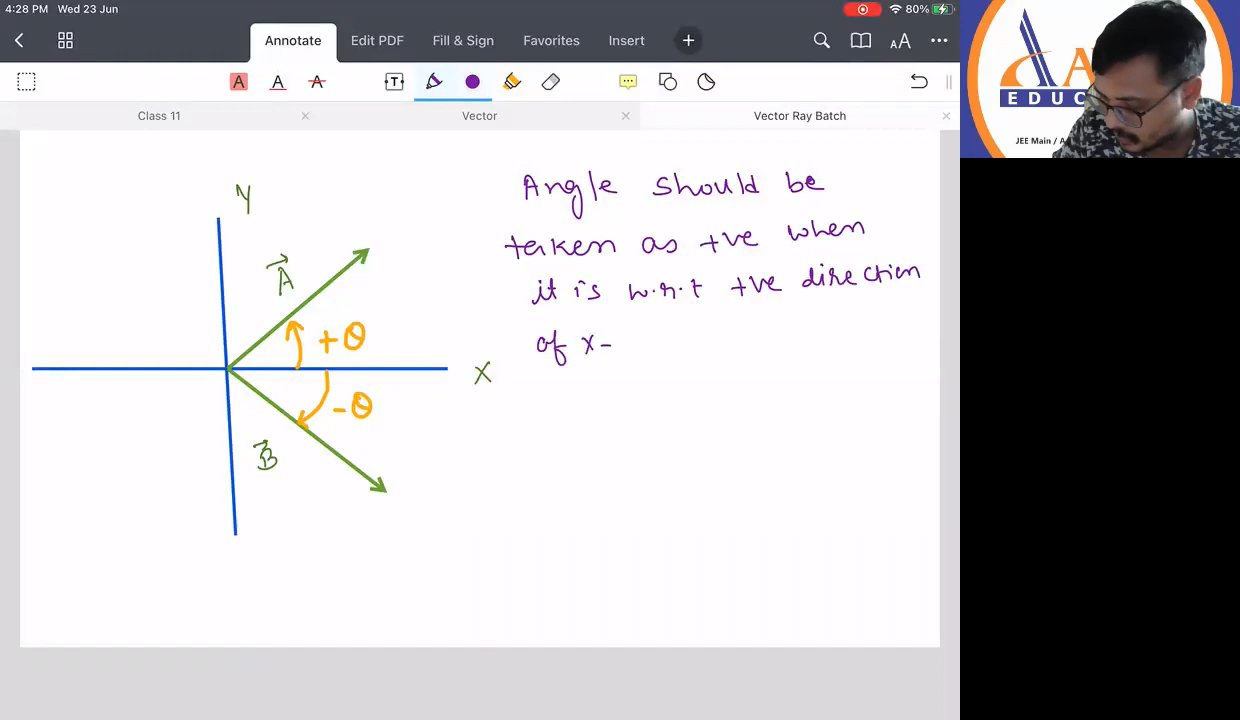 4:28 PM Wed 23 Jun
80%
Annotate Edit PDF Fill & Sign Favorites Insert
Class 11
Vector
Vector Ray Batch
EDUC
JEE Main / A
Y
A
+θ
X
-θ
B
Angle should be
taken as +ve when
it is w.r.t +ve direction
of x-